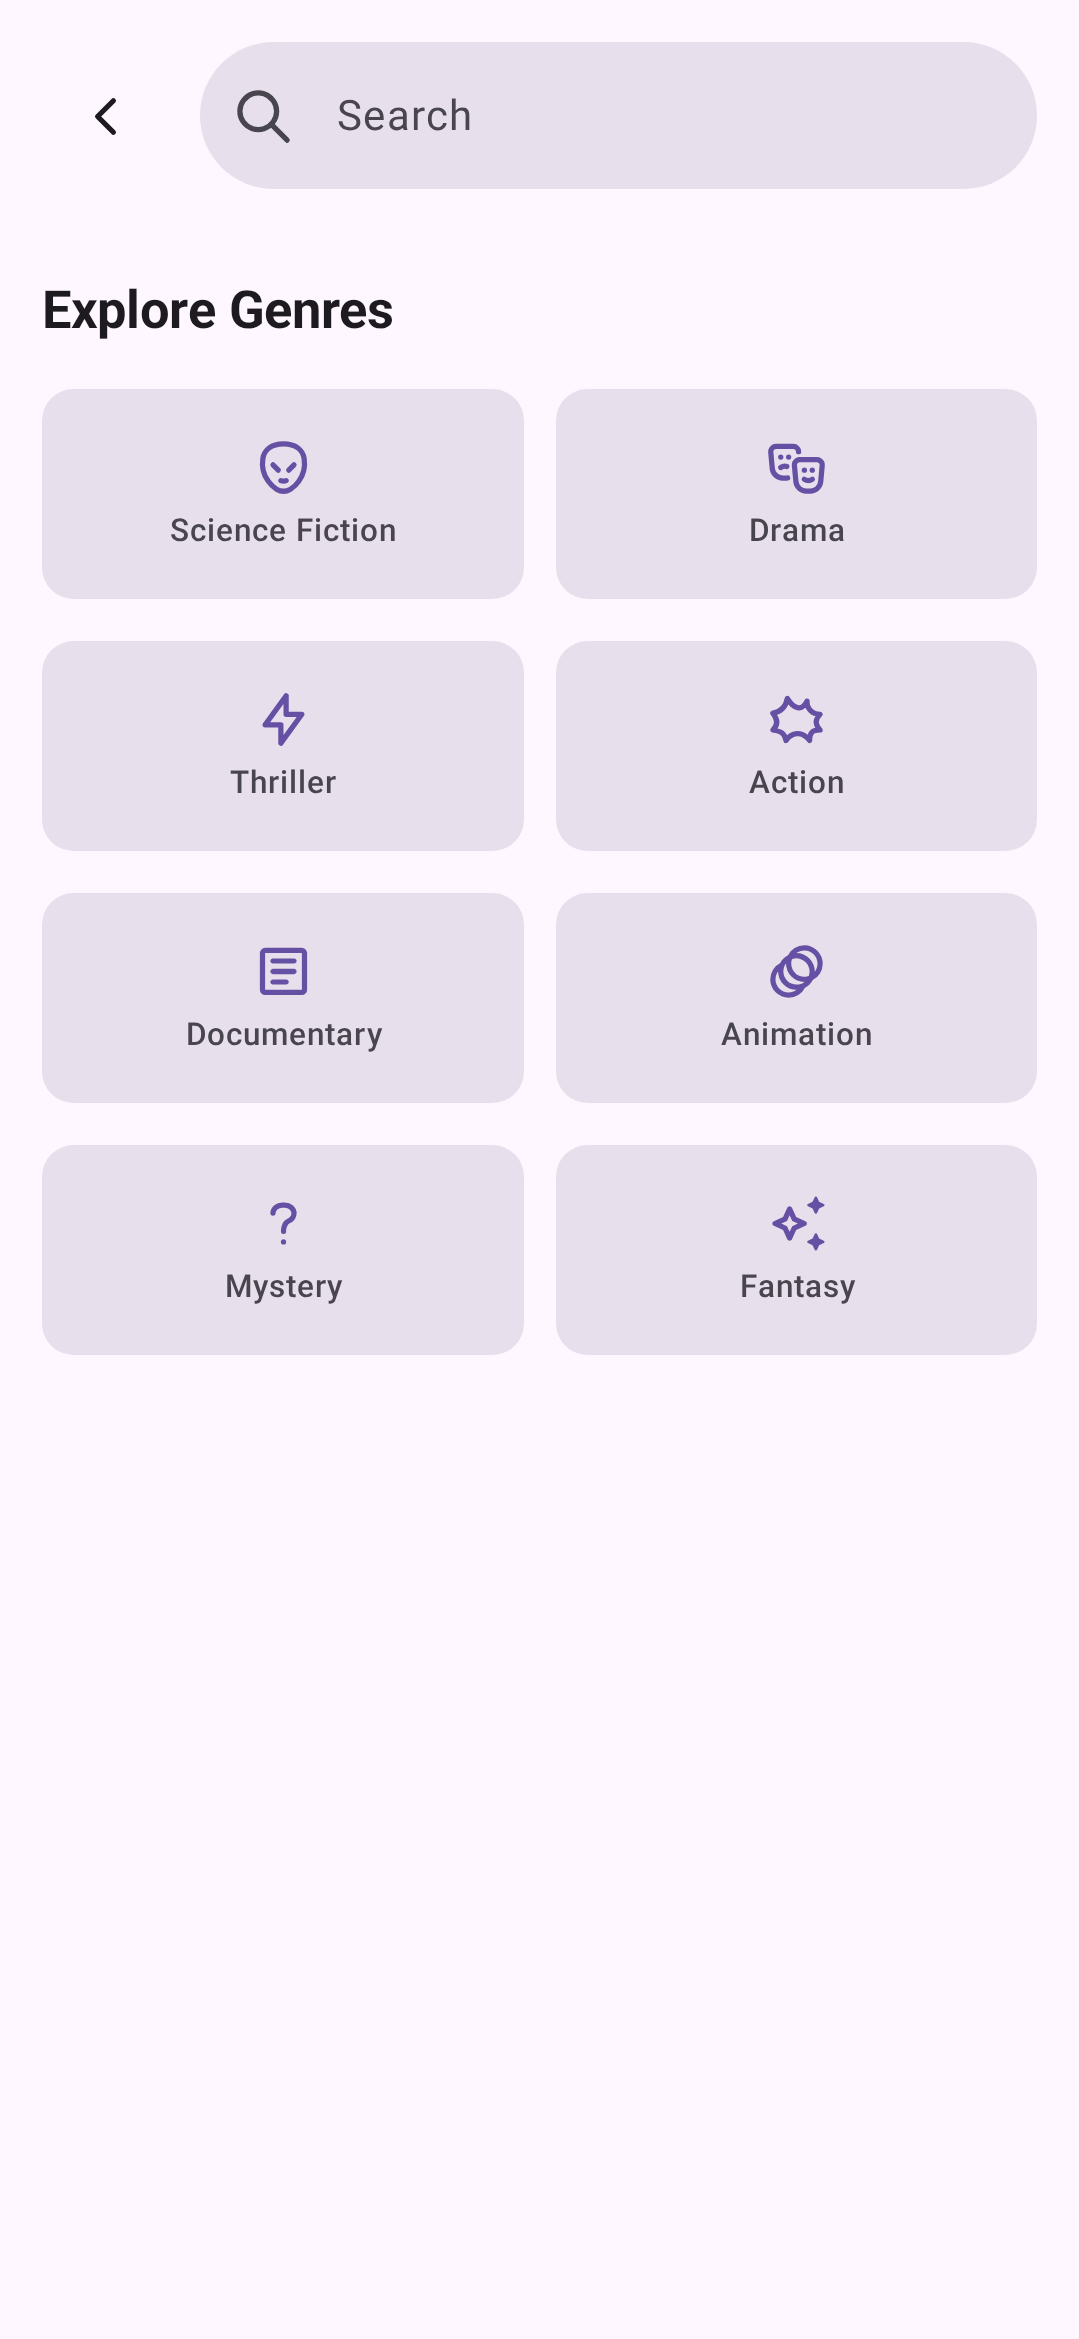 Search
Explore Genres
Science Fiction
Drama
Thriller
Action
Documentary
Animation
Mystery
Fantasy